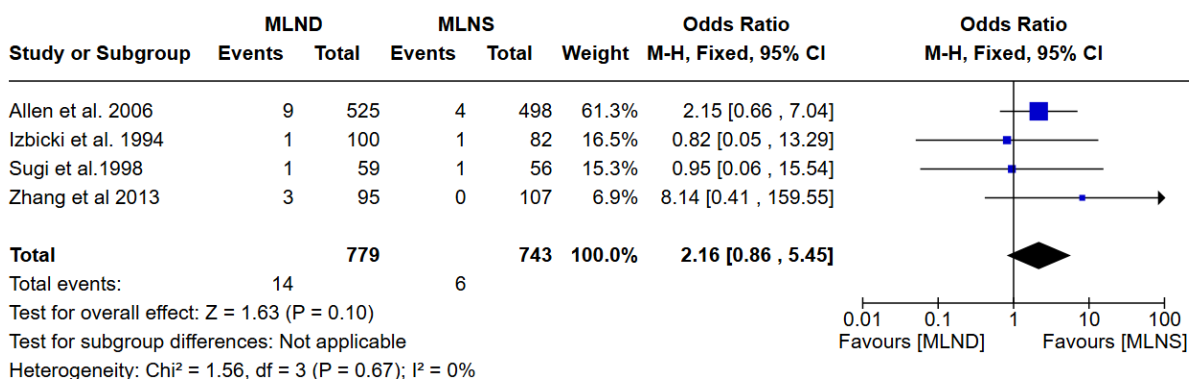 MLND MLNS Odds Ratio Odds Ratio
Study or Subgroup Events Total Events Total Weight M-H, Fixed, 95% CI M-H, Fixed, 95% CI
Allen et al. 2006 9 525 4 498 61.3% 2.15 [0.66 , 7.04]
Izbicki et al. 1994 1 100 1 82 16.5% 0.82 [0.05 , 13.29]
Sugi et al.1998 1 59 1 56 15.3% 0.95 [0.06 , 15.54]
Zhang et al 2013 3 95 0 107 6.9% 8.14 [0.41 , 159.55]
Total 779 743 100.0% 2.16 [0.86 , 5.45]
Total events: 14 6
Test for overall effect: Z = 1.63 (P = 0.10)
Test for subgroup differences: Not applicable
Heterogeneity: Chi² = 1.56, df = 3 (P = 0.67); I² = 0%
0.01 0.1 1 10 100
Favours [MLND] Favours [MLNS]